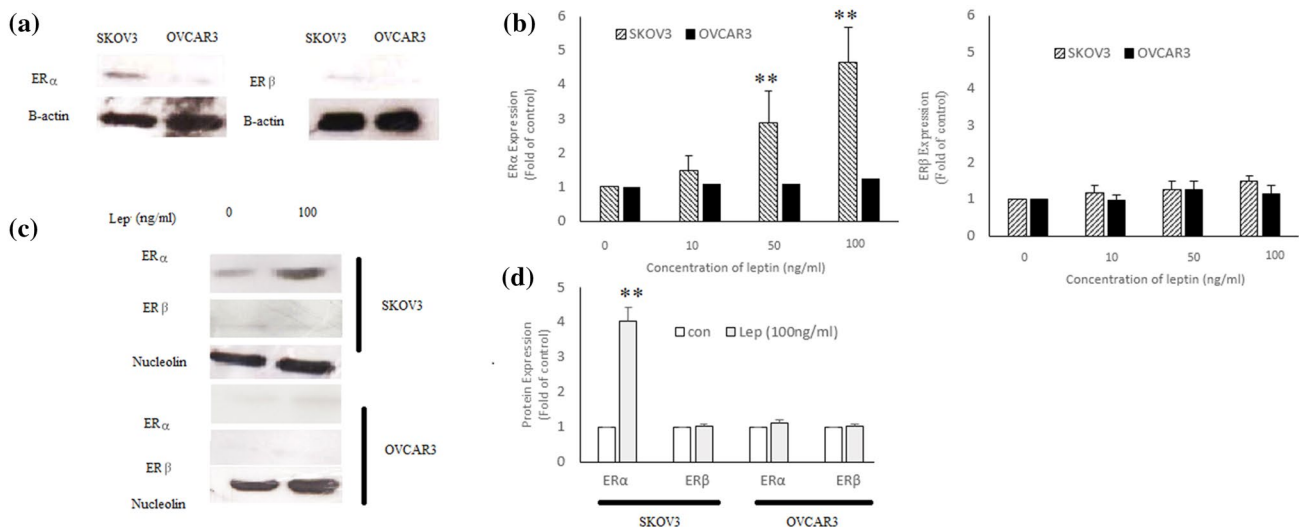 (a)
SKOV3 OVCAR3
ERα
B-actin
SKOV3 OVCAR3
ERβ
B-actin
(b)
6
5
4
3
2
1
0
ERα Expression
(Fold of control)
SKOV3 OVCAR3
**
**
0 10 50 100
Concentration of leptin (ng/ml)
6
5
4
3
2
1
0
ERβ Expression
(Fold of control)
SKOV3 OVCAR3
0 10 50 100
Concentration of leptin (ng/ml)
(c)
Lep (ng/ml) 0 100
ERα
ERβ
Nucleolin
SKOV3
ERα
ERβ
Nucleolin
OVCAR3
(d)
6
5
4
2
1
0
Protein Expression
(Fold of control)
**
con Lep (100ng/ml)
ERα ERβ ERα ERβ
SKOV3 OVCAR3